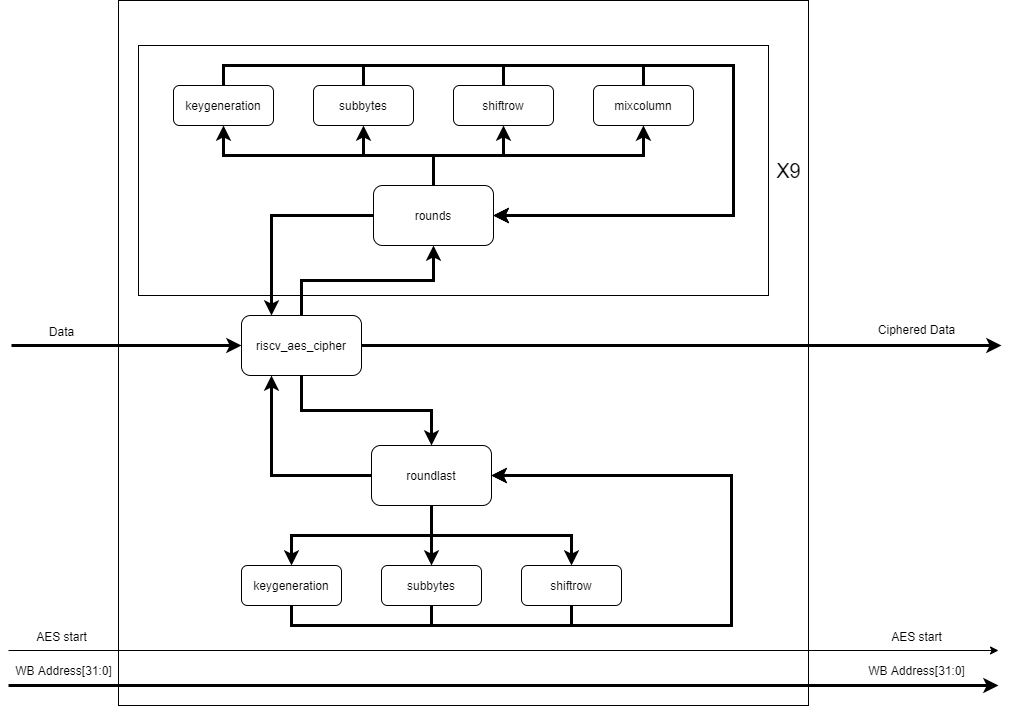 keygeneration
subbytes
shiftrow
mixcolumn
X9
rounds
Data
riscv_aes_cipher
Ciphered Data
roundlast
keygeneration
subbytes
shiftrow
AES start
AES start
WB Address[31:0]
WB Address[31:0]